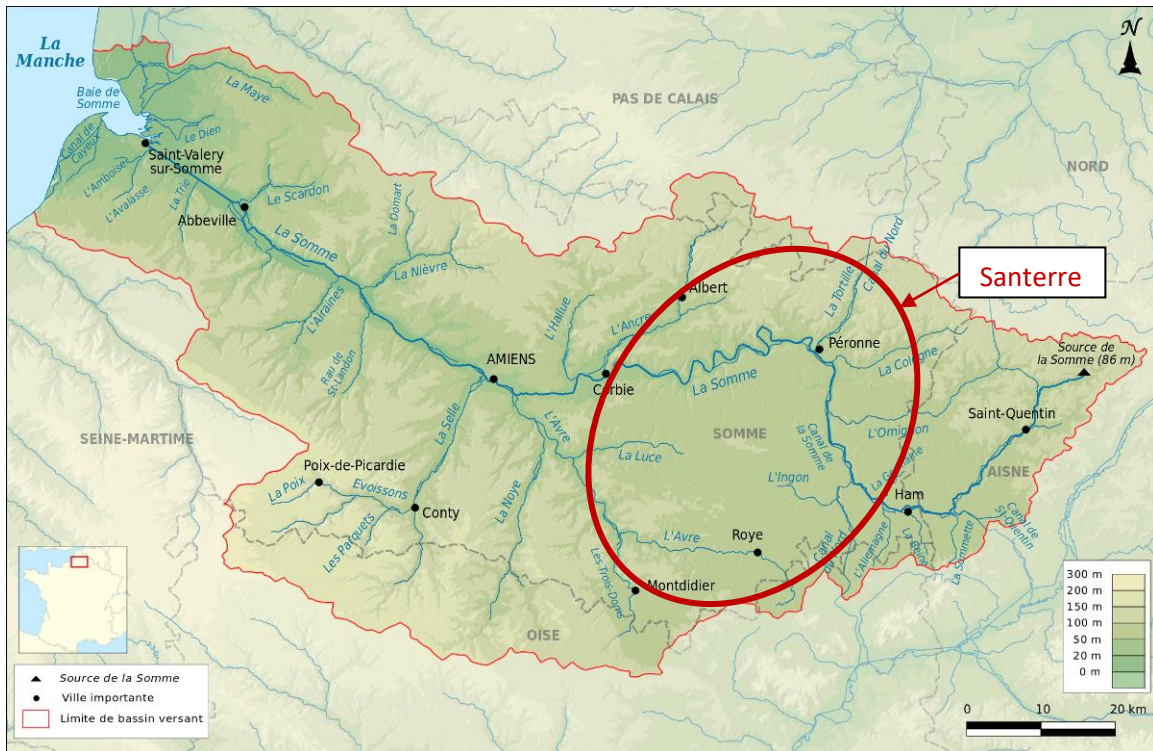 La
Manche
N
PAS DE CALAIS
NORD
Baie de
Somme
La Maye
Canal de
Cayeux
Le Dien
Saint-Valery
sur-Somme
L'Amboise
L'Avalasse
La Trie
Abbeville
Le Scardon
La Domart
La Somme
La Nièvre
L'Airaines
Rau de
St-Landon
L'Hallue
Albert
L'Ancre
La Tortille
Canal du Nord
Santerre
AMIENS
Corbie
La Somme
Péronne
La Cologne
Source de
la Somme (86 m)
Saint-Quentin
SEINE-MARTIME
La Selle
L'Avre
La Luce
SOMME
Canal de
la Somme
L'Omignon
AISNE
Poix-de-Picardie
La Poix
Evoissons
Conty
Les Parquets
La Noye
L'Ingon
Ham
L'Avre
Roye
Canal
L'Allemagne
La Beine
La Sommette
Canal de
St-Quentin
Les Trois-Doms
Montdidier
OISE
300 m
200 m
150 m
100 m
50 m
20 m
0 m
Source de la Somme
Ville importante
Limite de bassin versant
0 10 20 km